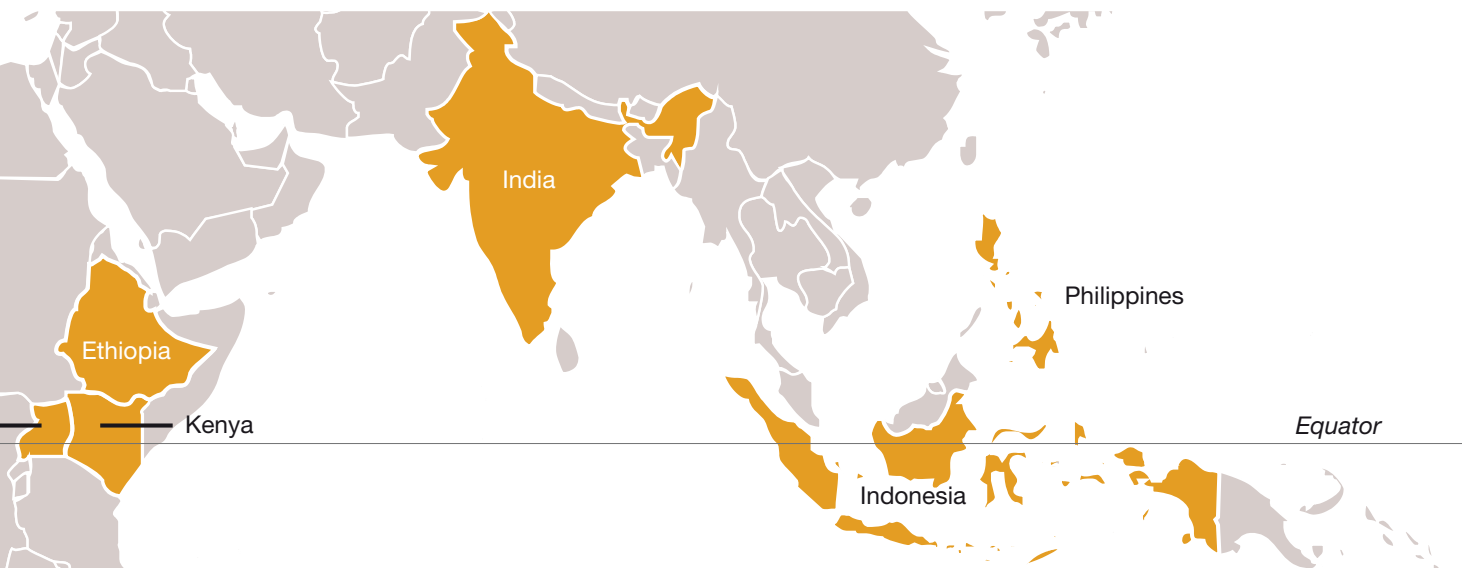 India
Philippines
Ethiopia
Kenya
Equator
Indonesia